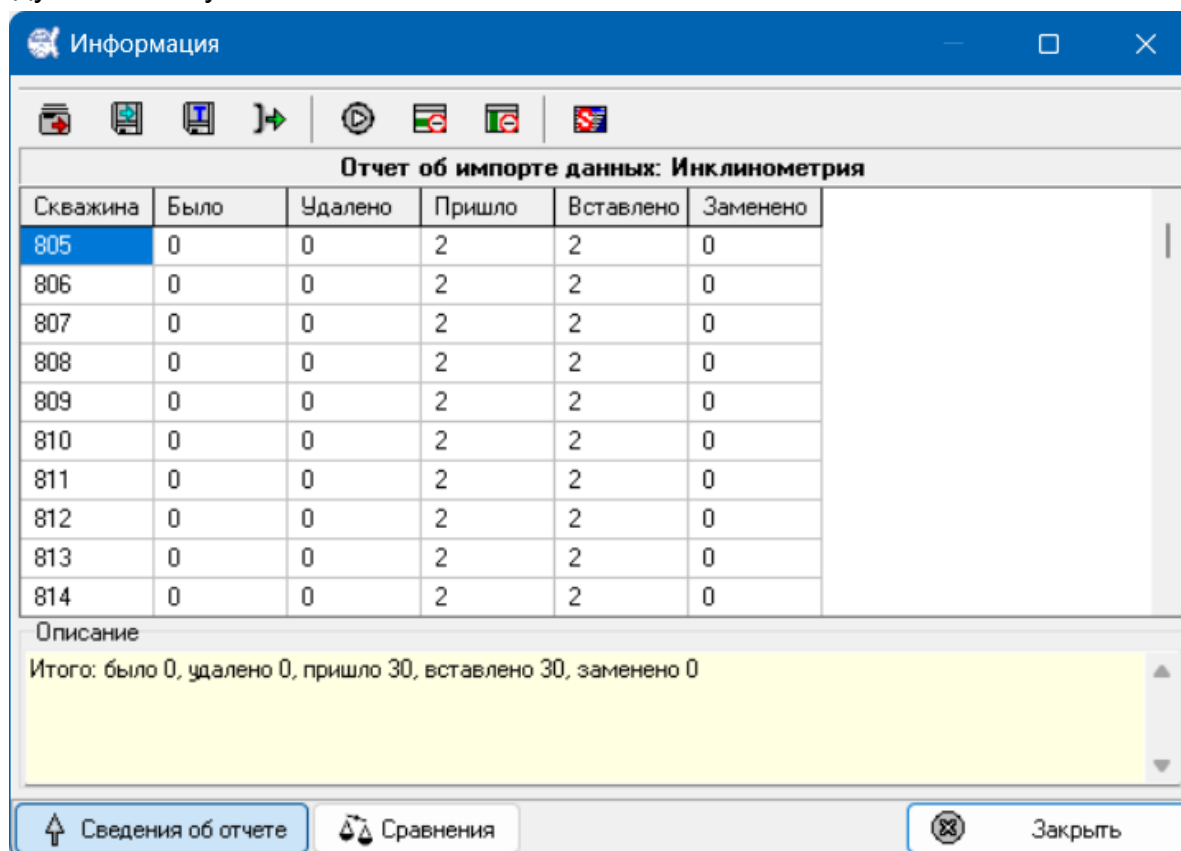 Информация
Отчет об импорте данных: Инклинометрия
Скважина Было Удалено Пришло Вставлено Заменено
805 0 0 2 2 0
806 0 0 2 2 0
807 0 0 2 2 0
808 0 0 2 2 0
809 0 0 2 2 0
810 0 0 2 2 0
811 0 0 2 2 0
812 0 0 2 2 0
813 0 0 2 2 0
814 0 0 2 2 0
Описание
Итого: было 0, удалено 0, пришло 30, вставлено 30, заменено 0
Сведения об отчете Сравнения Закрыть